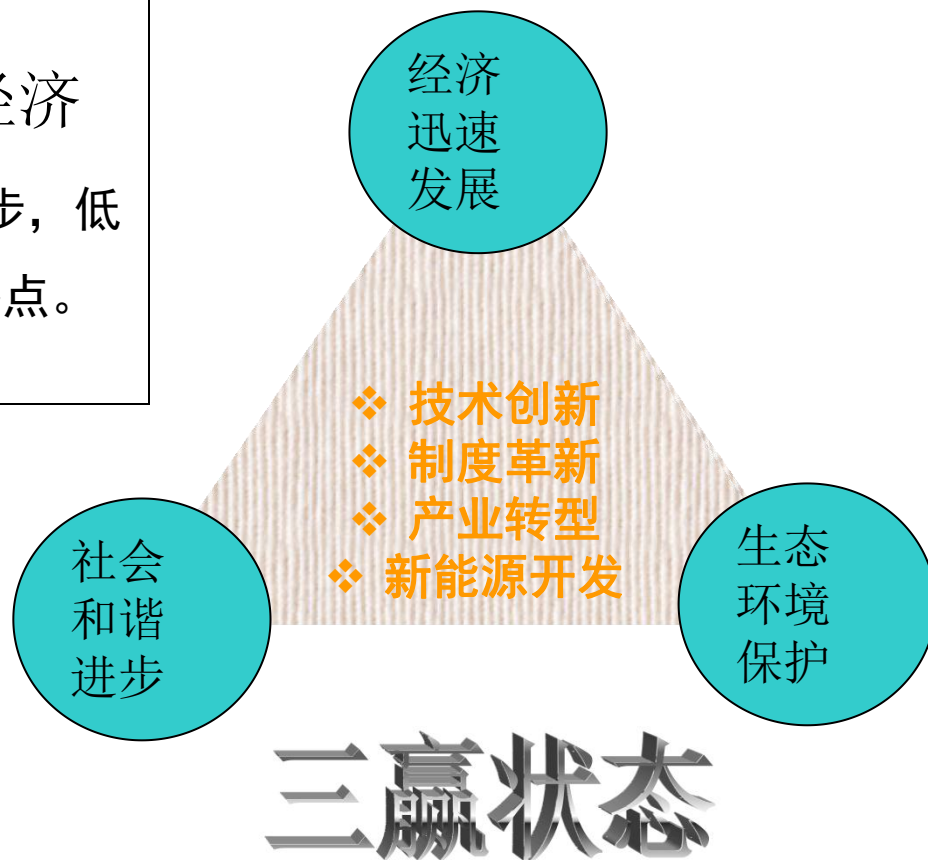 经济
步，低
点。
经济
迅速
发展
❖ 技术创新
❖ 制度革新
❖ 产业转型
❖ 新能源开发
社会
和谐
进步
生态
环境
保护
三赢状态